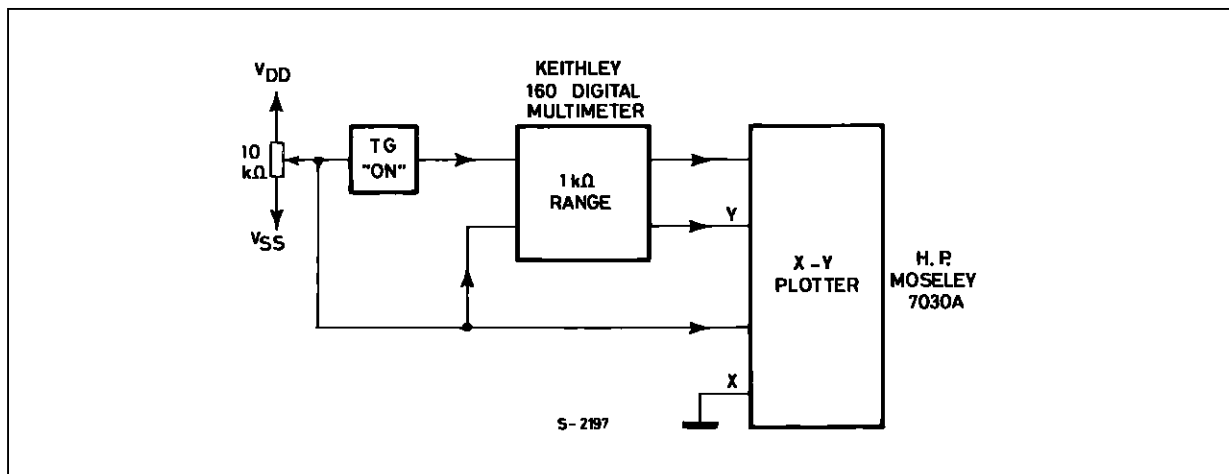 VDD
10
kΩ
VSS
TG
"ON"
KEITHLEY
160 DIGITAL
MULTIMETER
1 kΩ
RANGE
Y
X
X-Y
PLOTTER
H.P.
MOSELEY
7030A
S-2197